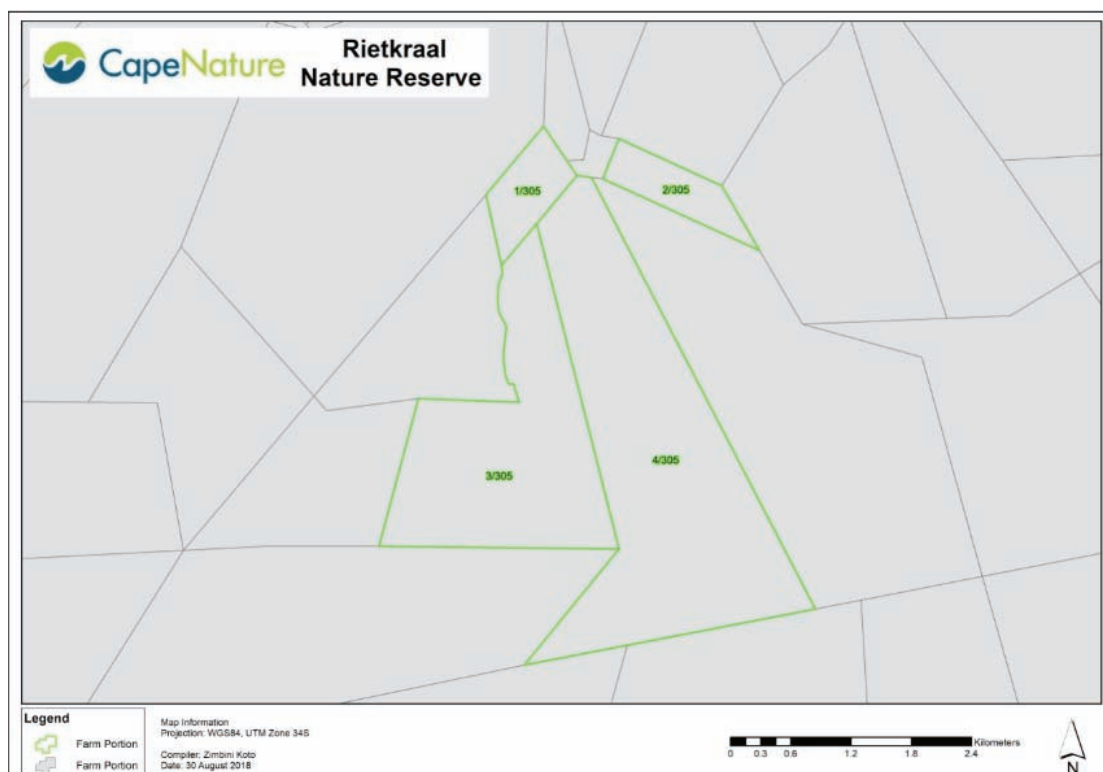 CapeNature
Rietkraal
Nature Reserve
1/305
2/305
3/305
4/305
Legend
Farm Portion
Farm Portion
Map Information
Projection: WGS84, UTM Zone 34S
Compiler: Zimbini Koto
Date: 30 August 2018
Kilometers
0 0.3 0.6 1.2 1.8 2.4
N